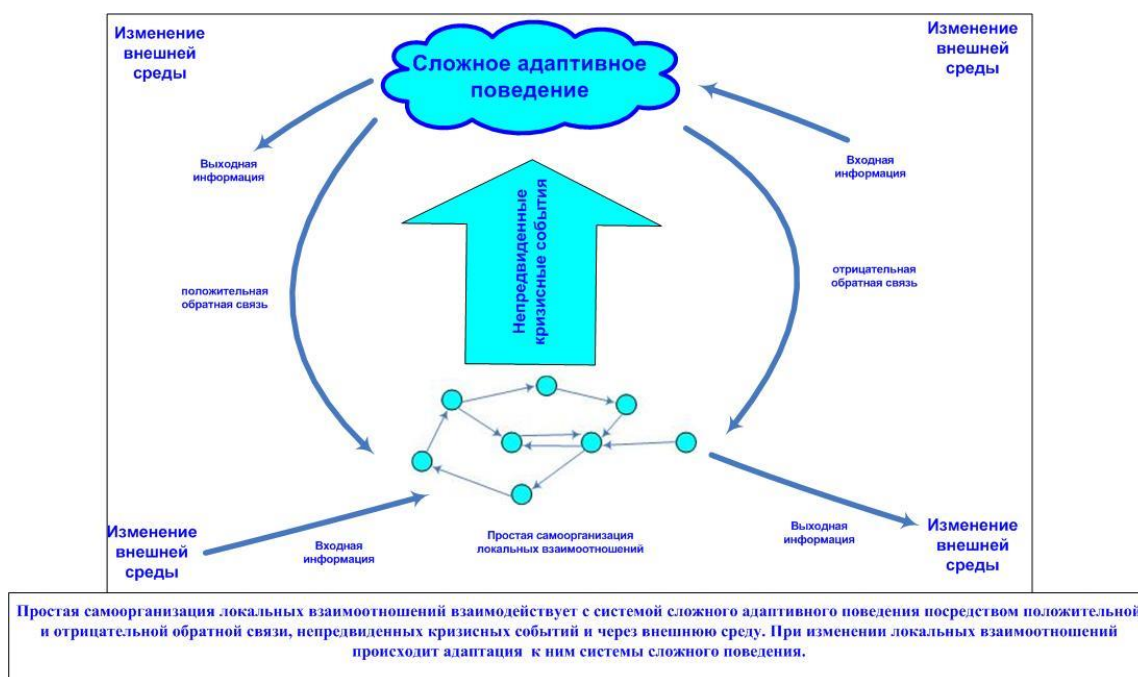 Изменение
внешней
среды
Изменение
внешней
среды
Сложное адаптивное
поведение
Выходная
информация
Входная
информация
Непредвиденные
кризисные события
положительная
обратная связь
отрицательная
обратная связь
Изменение
внешней
среды
Входная
информация
Простая самоорганизация
локальных взаимоотношений
Выходная
информация
Изменение
внешней
среды
Простая самоорганизация локальных взаимоотношений взаимодействует с системой сложного адаптивного поведения посредством положительной
и отрицательной обратной связи, непредвиденных кризисных событий и через внешнюю среду. При изменении локальных взаимоотношений
происходит адаптация к ним системы сложного поведения.